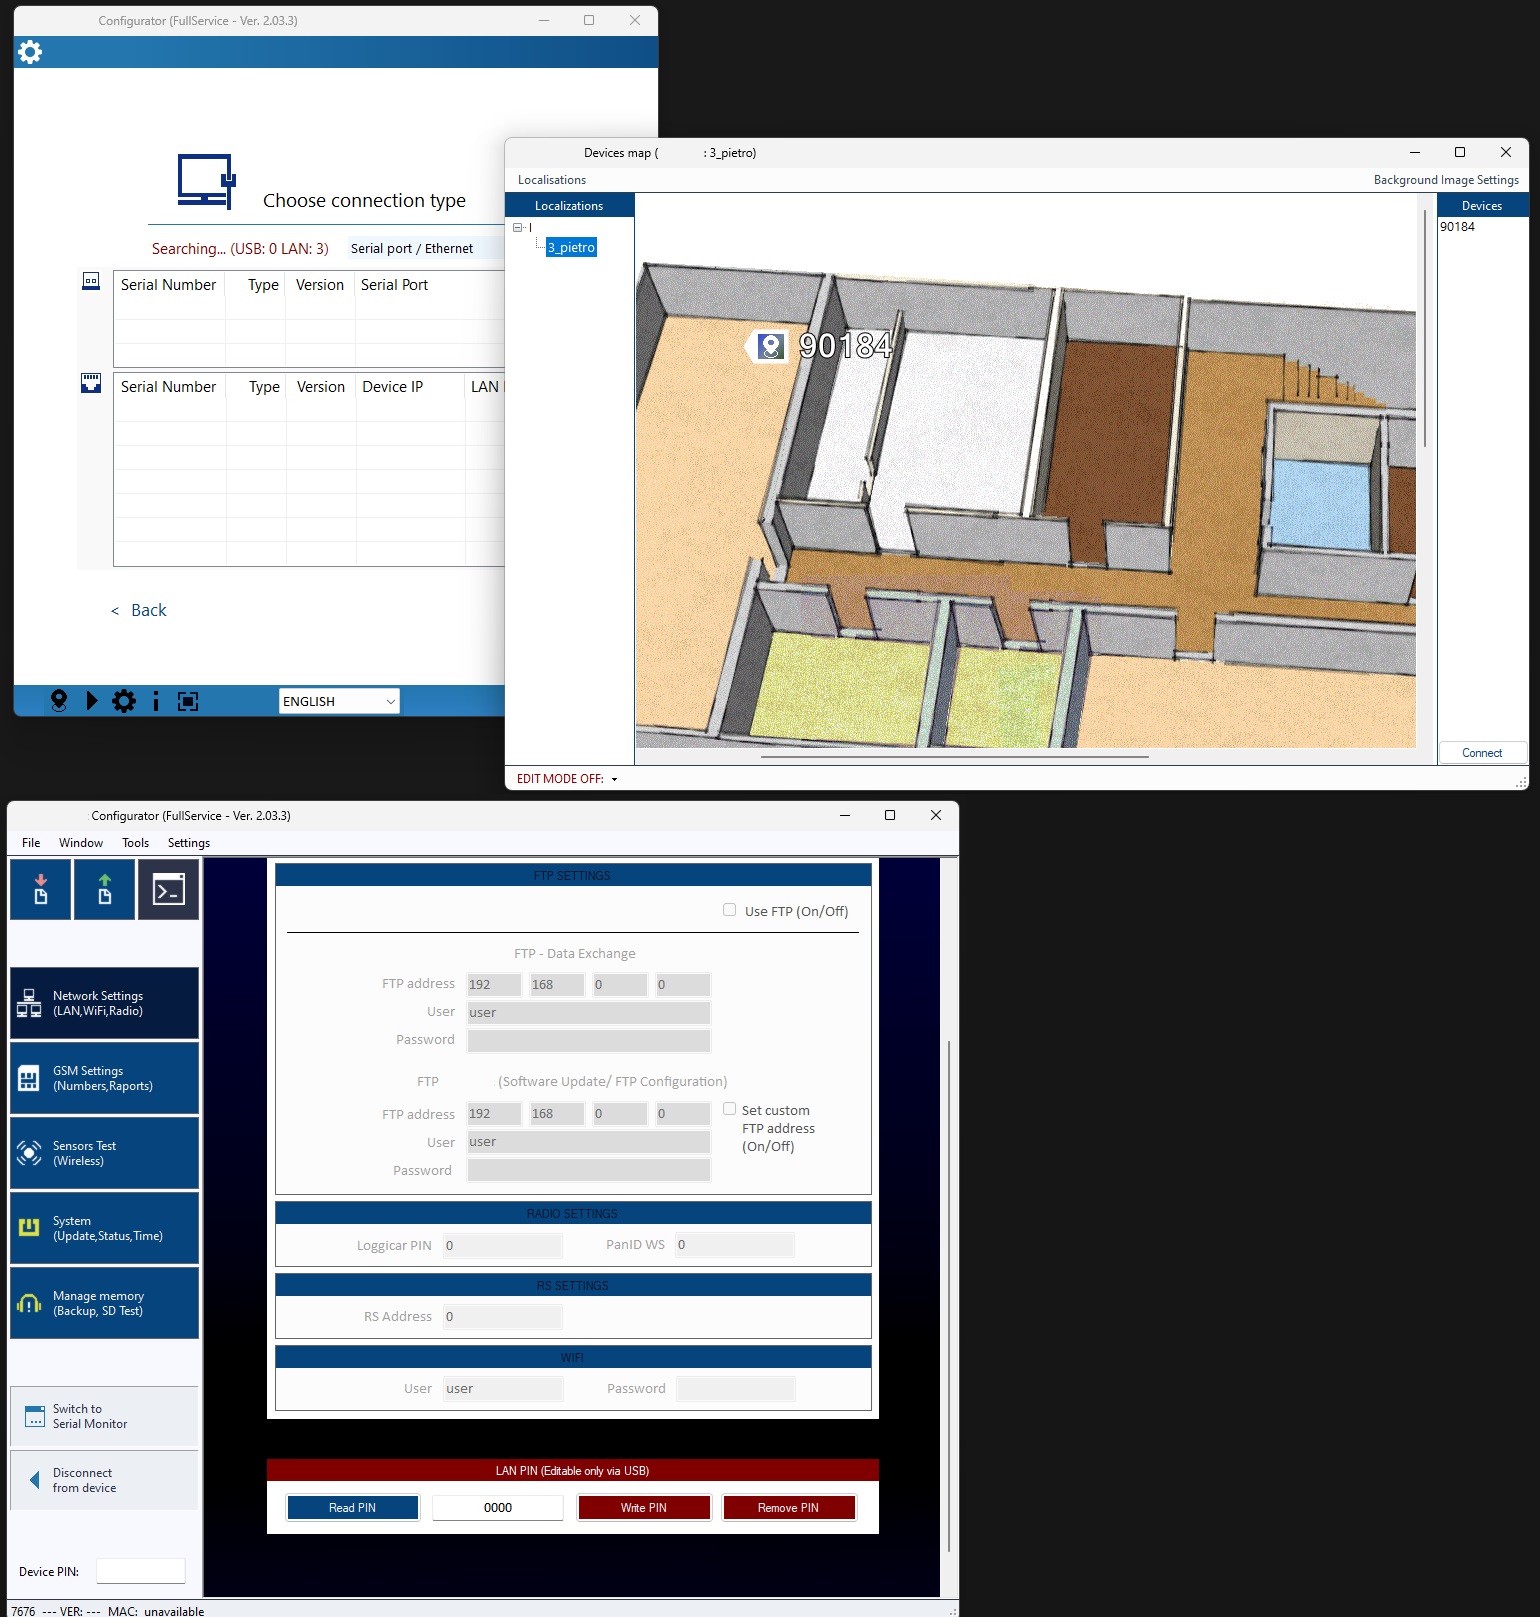 Configurator (FullService - Ver. 2.03.3)
Choose connection type
Searching... (USB: 0 LAN: 3)
Serial port / Ethernet
Serial Number Type Version Serial Port
Serial Number Type Version Device IP LAN
< Back
ENGLISH
Devices map ( : 3_pietro)
Localisations
Background Image Settings
Localizations
3_pietro
90184
Devices
90184
Connect
EDIT MODE OFF:
Configurator (FullService - Ver. 2.03.3)
File Window Tools Settings
Network Settings
(LAN,WiFi,Radio)
GSM Settings
(Numbers,Raports)
Sensors Test
(Wireless)
System
(Update,Status,Time)
Manage memory
(Backup, SD Test)
Switch to
Serial Monitor
Disconnect
from device
Device PIN:
FTP SETTINGS
Use FTP (On/Off)
FTP - Data Exchange
FTP address 192 168 0 0
User user
Password
FTP (Software Update/ FTP Configuration)
FTP address 192 168 0 0
Set custom
FTP address
(On/Off)
User user
Password
RADIO SETTINGS
Loggicar PIN 0 PanID WS 0
RS SETTINGS
RS Address 0
WIFI
User user Password
LAN PIN (Editable only via USB)
Read PIN 0000 Write PIN Remove PIN
7676 --- VER: --- MAC: unavailable